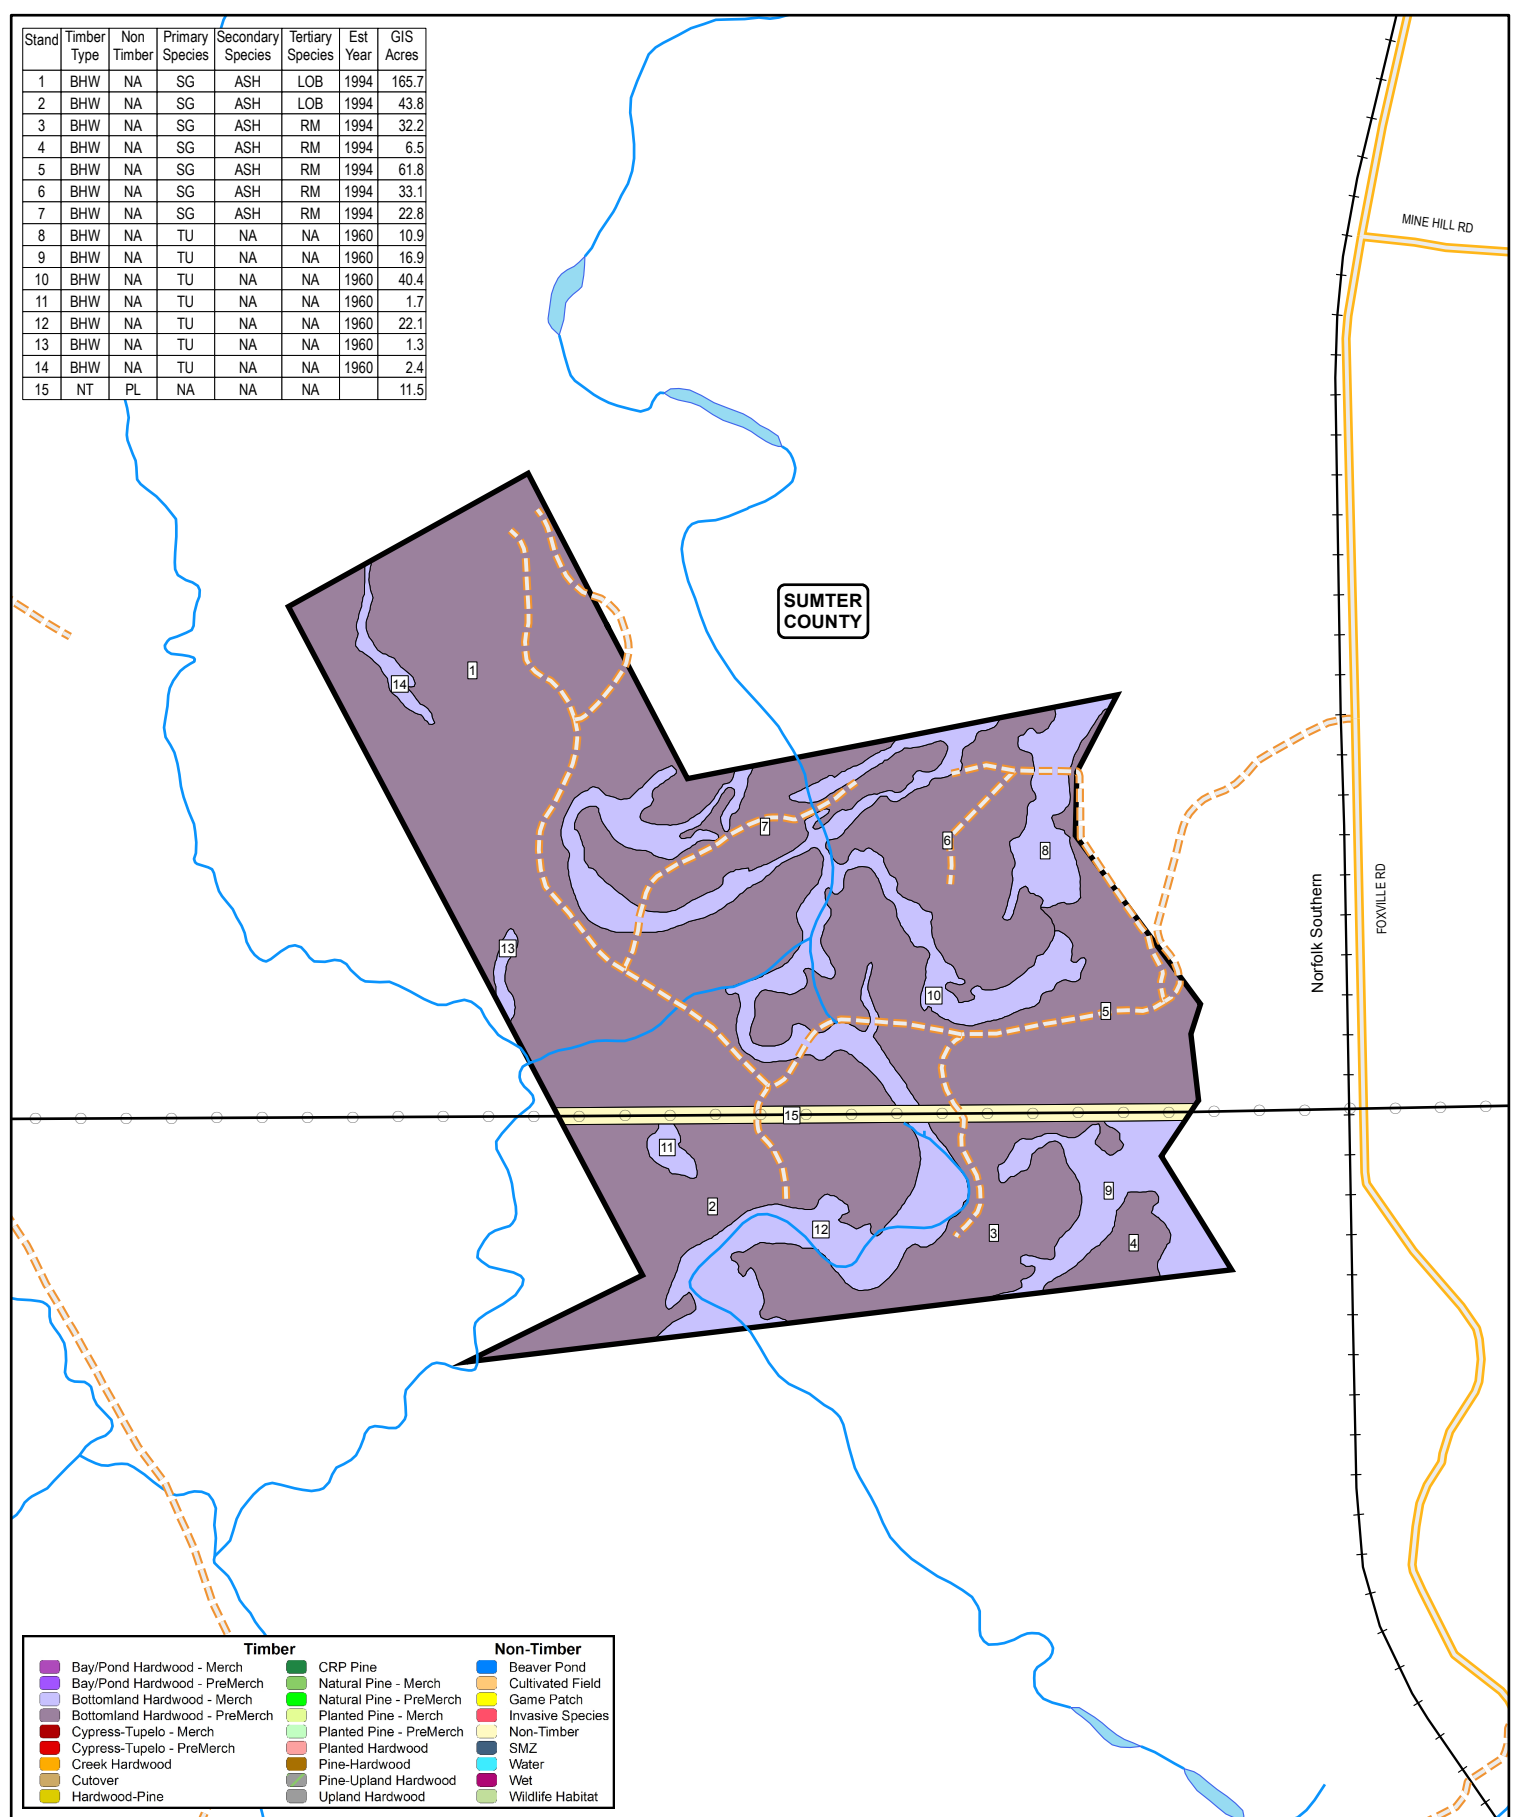 Stand Timber Type Non Timber Primary Species Secondary Species Tertiary Species Est Year GIS Acres
1 BHW NA SG ASH LOB 1994 165.7
2 BHW NA SG ASH LOB 1994 43.8
3 BHW NA SG ASH RM 1994 32.2
4 BHW NA SG ASH RM 1994 6.5
5 BHW NA SG ASH RM 1994 61.8
6 BHW NA SG ASH RM 1994 33.1
7 BHW NA SG ASH RM 1994 22.8
8 BHW NA TU NA NA 1960 10.9
9 BHW NA TU NA NA 1960 16.9
10 BHW NA TU NA NA 1960 40.4
11 BHW NA TU NA NA 1960 1.7
12 BHW NA TU NA NA 1960 22.1
13 BHW NA TU NA NA 1960 1.3
14 BHW NA TU NA NA 1960 2.4
15 NT PL NA NA NA 11.5
MINE HILL RD
SUMTER
COUNTY
1
14
7
6
8
13
10
5
Norfolk Southern
FOXVILLE RD
15
11
2
12
9
3
4
Timber
Bay/Pond Hardwood - Merch
Bay/Pond Hardwood - PreMerch
Bottomland Hardwood - Merch
Bottomland Hardwood - PreMerch
Cypress-Tupelo - Merch
Cypress-Tupelo - PreMerch
Creek Hardwood
Cutover
Hardwood-Pine
CRP Pine
Natural Pine - Merch
Natural Pine - PreMerch
Planted Pine - Merch
Planted Pine - PreMerch
Planted Hardwood
Pine-Hardwood
Pine-Upland Hardwood
Upland Hardwood
Non-Timber
Beaver Pond
Cultivated Field
Game Patch
Invasive Species
Non-Timber
SMZ
Water
Wet
Wildlife Habitat